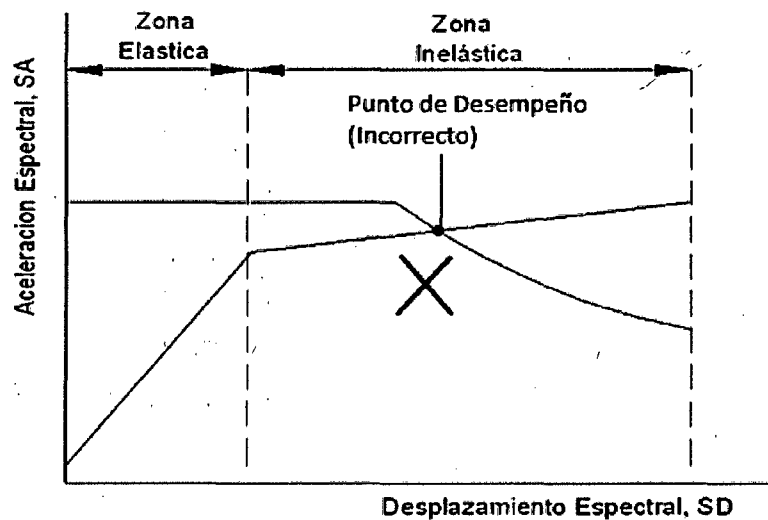 Zona
Elastica
Zona
Inelástica
Punto de Desempeño
(Incorrecto)
Aceleracion Espectral, SA
Desplazamiento Espectral, SD